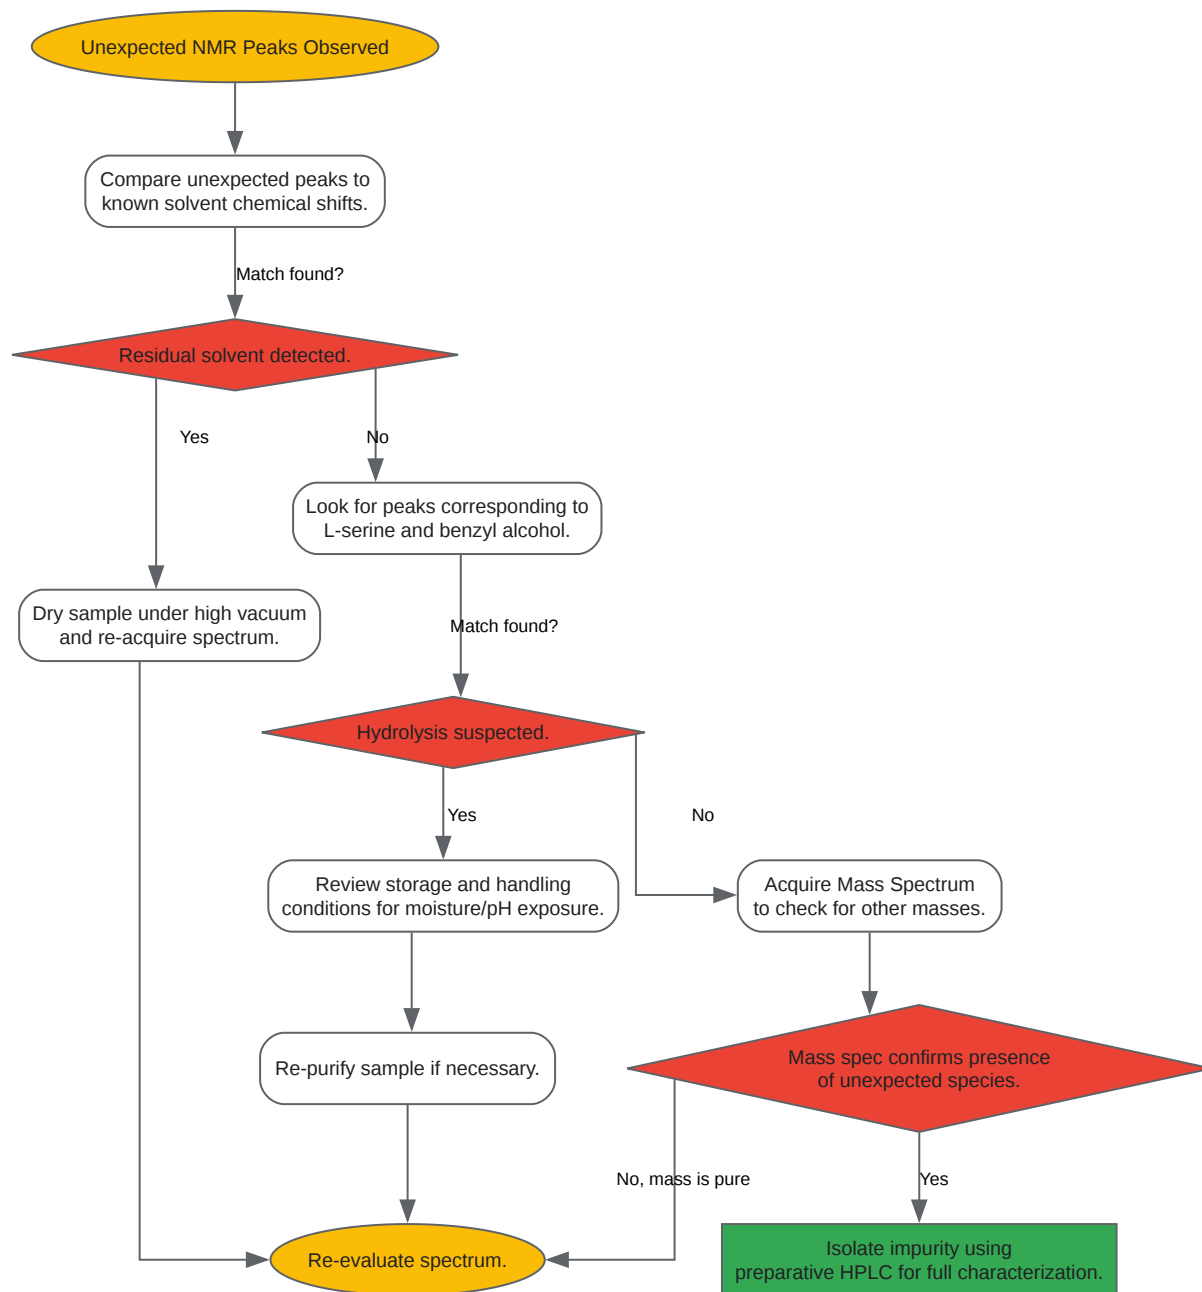 Unexpected NMR Peaks Observed
Compare unexpected peaks to
known solvent chemical shifts.
Match found?
Residual solvent detected.
Yes
No
Look for peaks corresponding to
L-serine and benzyl alcohol.
Dry sample under high vacuum
and re-acquire spectrum.
Match found?
Hydrolysis suspected.
Yes
No
Review storage and handling
conditions for moisture/pH exposure.
Acquire Mass Spectrum
to check for other masses.
Re-purify sample if necessary.
Mass spec confirms presence
of unexpected species.
No, mass is pure
Yes
Re-evaluate spectrum.
Isolate impurity using
preparative HPLC for full characterization.